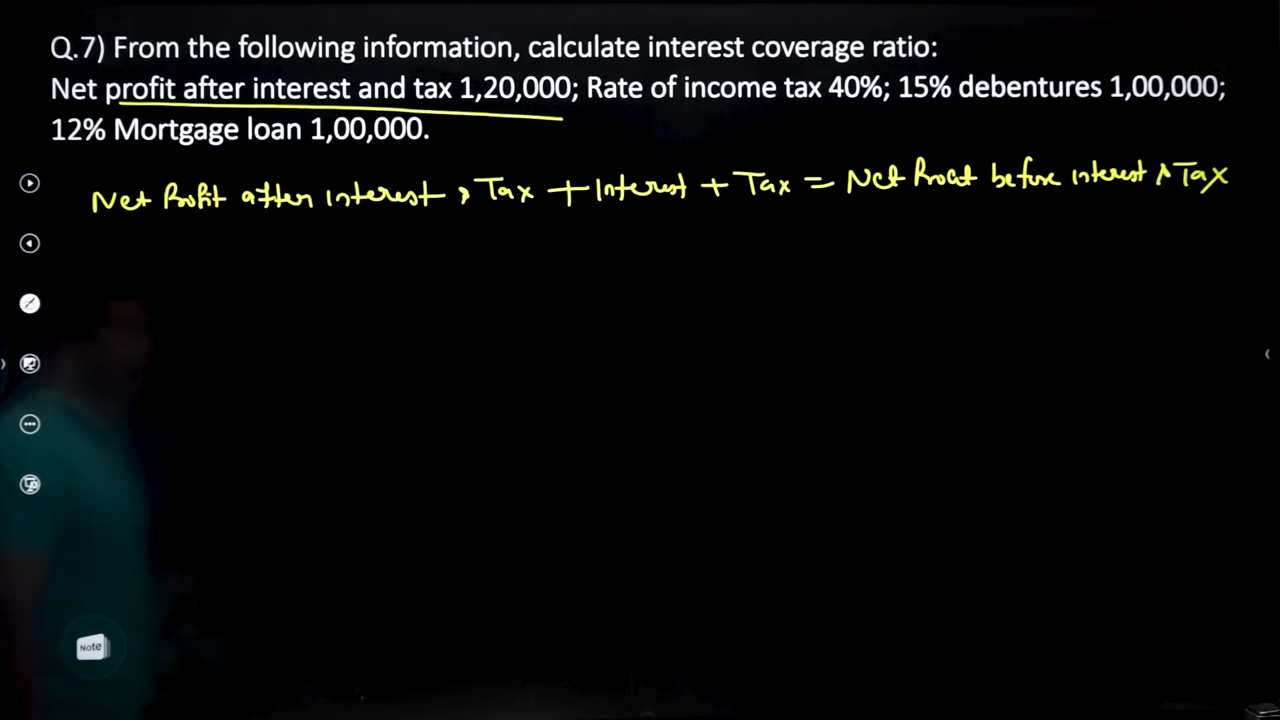 Q.7) From the following information, calculate interest coverage ratio:
Net profit after interest and tax 1,20,000; Rate of income tax 40%; 15% debentures 1,00,000;
12% Mortgage loan 1,00,000.
Net Profit after interest & Tax + Interest + Tax = Net Profit before interest & Tax
Note